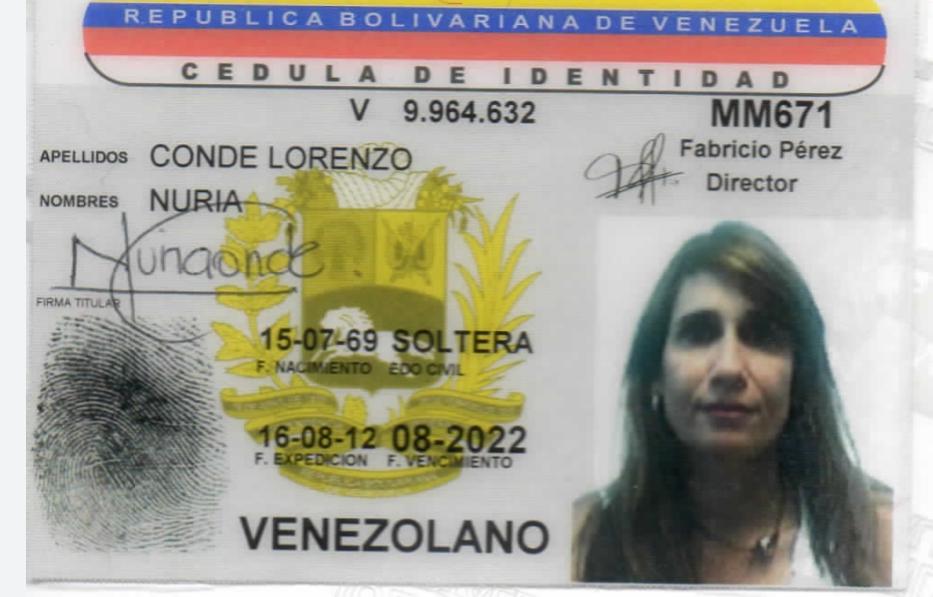 REPUBLICA BOLIVARIANA DE VENEZUELA
CEDULA DE IDENTIDAD
V 9.964.632 MM671
APELLIDOS CONDE LORENZO
Fabricio Pérez
Director
NOMBRES NURIA
FIRMA TITULAR
15-07-69 SOLTERA
F. NACIMIENTO EDO CIVIL
16-08-12 08-2022
F. EXPEDICION F. VENCIMIENTO
VENEZOLANO